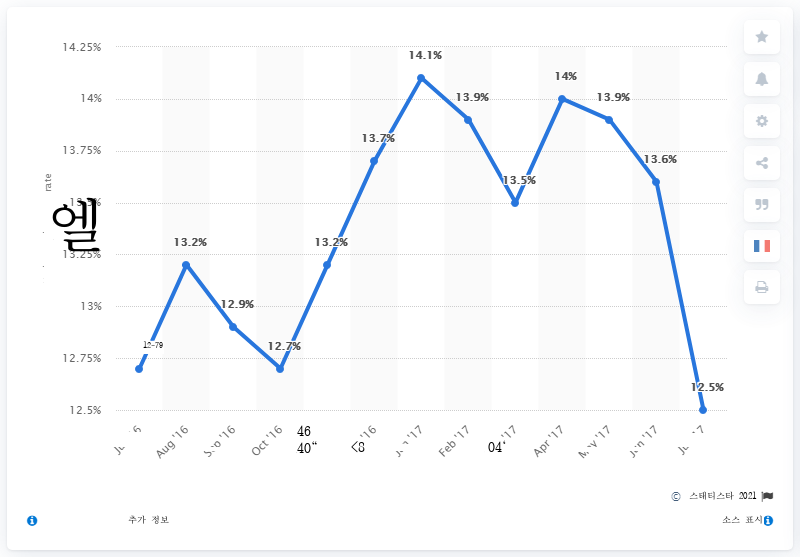 14.25%
14.1%
14%
14%
13.9%
13.9%
13.75%
13.7%
13.6%
rate
13.5%
엘
13.2%
13.2%
13.25%
12.9%
13%
12.7%
12.75%
12.5%
12.5%
Aug '16
Oct '16
46
40“
'16
Feb '17
04'
'17
Apr '17
© 스태티스타 2021
추가 정보
소스 표시